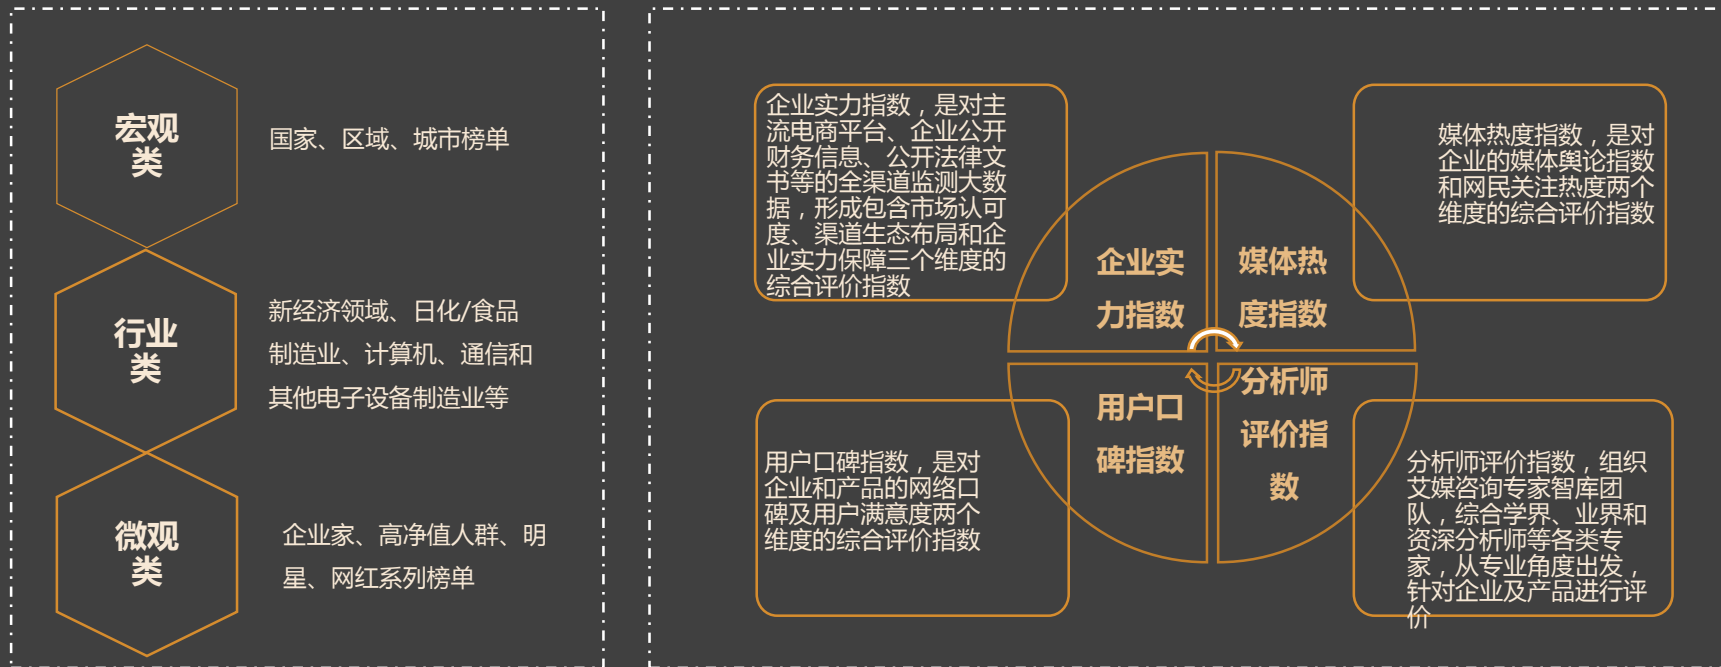 宏观
类
国家、区域、城市榜单
行业
类
新经济领域、日化/食品
制造业、计算机、通信和
其他电子设备制造业等
微观
类
企业家、高净值人群、明
星、网红系列榜单
企业实力指数，是对主
流电商平台、企业公开
财务信息、公开法律文
书等的全渠道监测大数
据，形成包含市场认可
度、渠道生态布局和企
业实力保障三个维度的
综合评价指数
媒体热度指数，是对
企业的媒体舆论指数
和网民关注热度两个
维度的综合评价指数
企业实
力指数
媒体热
度指数
用户口
碑指数
分析师
评价指
数
用户口碑指数，是对
企业和产品的网络口
碑及用户满意度两个
维度的综合评价指数
分析师评价指数，组织
艾媒咨询专家智库团
队，综合学界、业界和
资深分析师等各类专
家，从专业角度出发，
针对企业及产品进行评
价